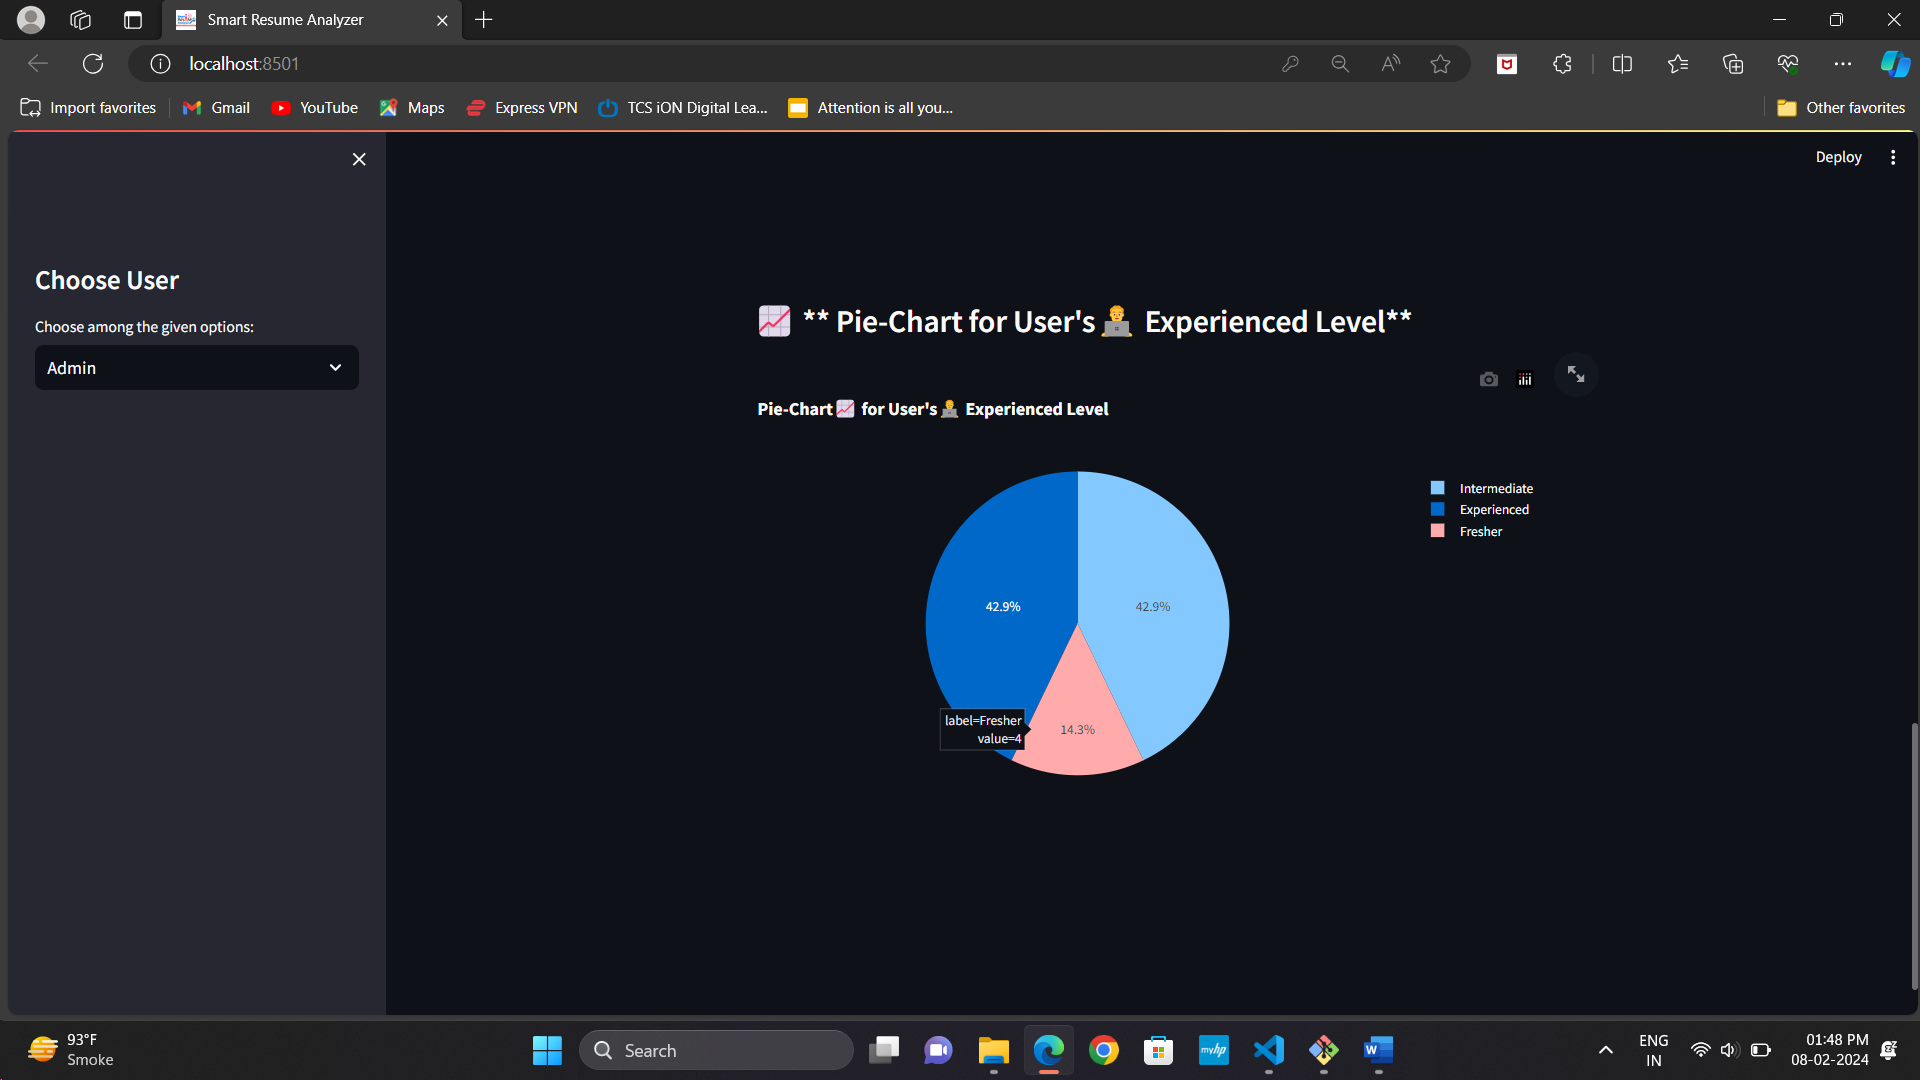 Smart Resume Analyzer
localhost:8501
Import favorites
Gmail
YouTube
Maps
Express VPN
TCS iON Digital Lea...
Attention is all you...
Other favorites
Deploy
Choose User
Choose among the given options:
Admin
📈 ** Pie-Chart for User's👨‍💻 Experienced Level**
Pie-Chart📈 for User's👨‍💻 Experienced Level
Intermediate
Experienced
Fresher
42.9%
42.9%
label=Fresher
value=4
14.3%
93°F
Smoke
Search
myhp
W
ENG
IN
01:48 PM
08-02-2024